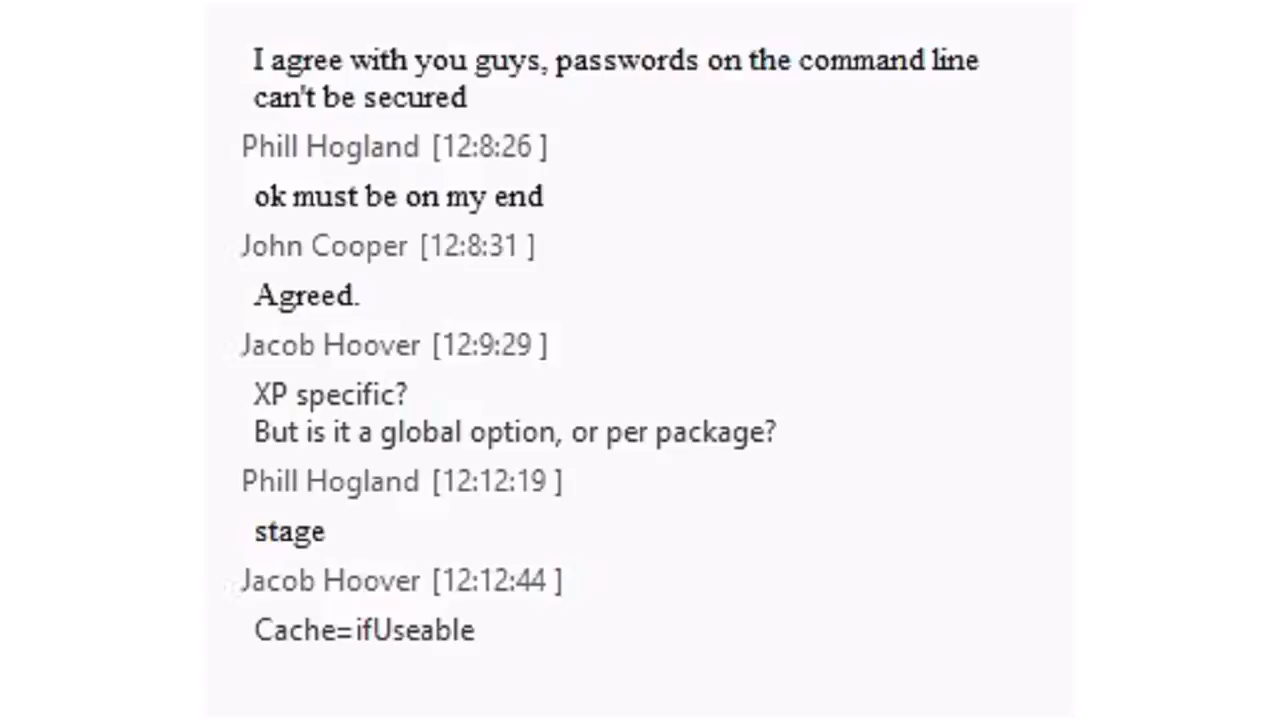 I agree with you guys, passwords on the command line
can't be secured
Phill Hogland [12:8:26 ]
ok must be on my end
John Cooper [12:8:31 ]
Agreed.
Jacob Hoover [12:9:29 ]
XP specific?
But is it a global option, or per package?
Phill Hogland [12:12:19 ]
stage
Jacob Hoover [12:12:44 ]
Cache=ifUseable